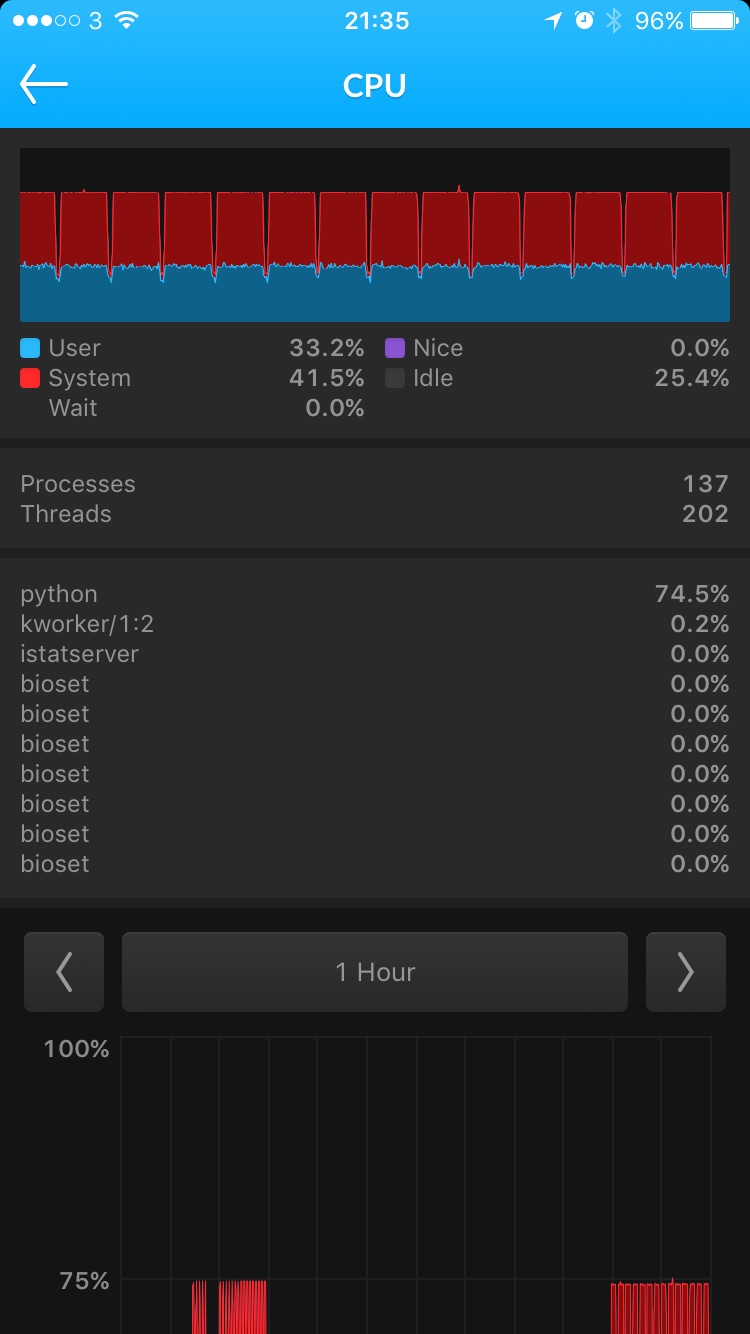 3 21:35 96%
CPU
User 33.2% Nice 0.0%
System 41.5% Idle 25.4%
Wait 0.0%
Processes 137
Threads 202
python 74.5%
kworker/1:2 0.2%
istatserver 0.0%
bioset 0.0%
bioset 0.0%
bioset 0.0%
bioset 0.0%
bioset 0.0%
bioset 0.0%
bioset 0.0%
1 Hour
100%
75%